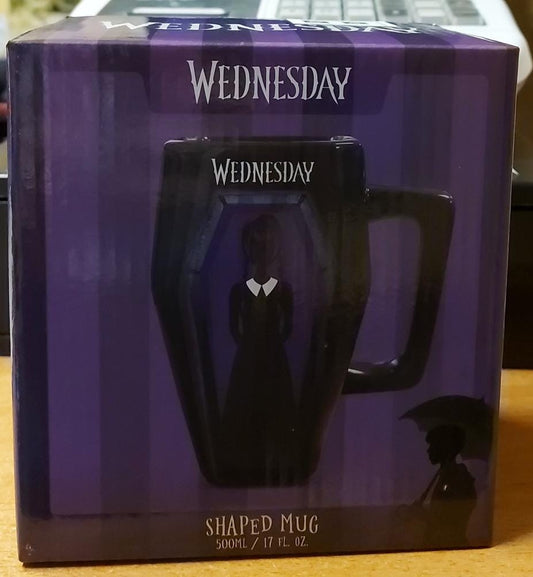 WEDNESDAY
WEDNESDAY
WEDNESDAY
SHAPED MUG
500ML / 17 FL. OZ.